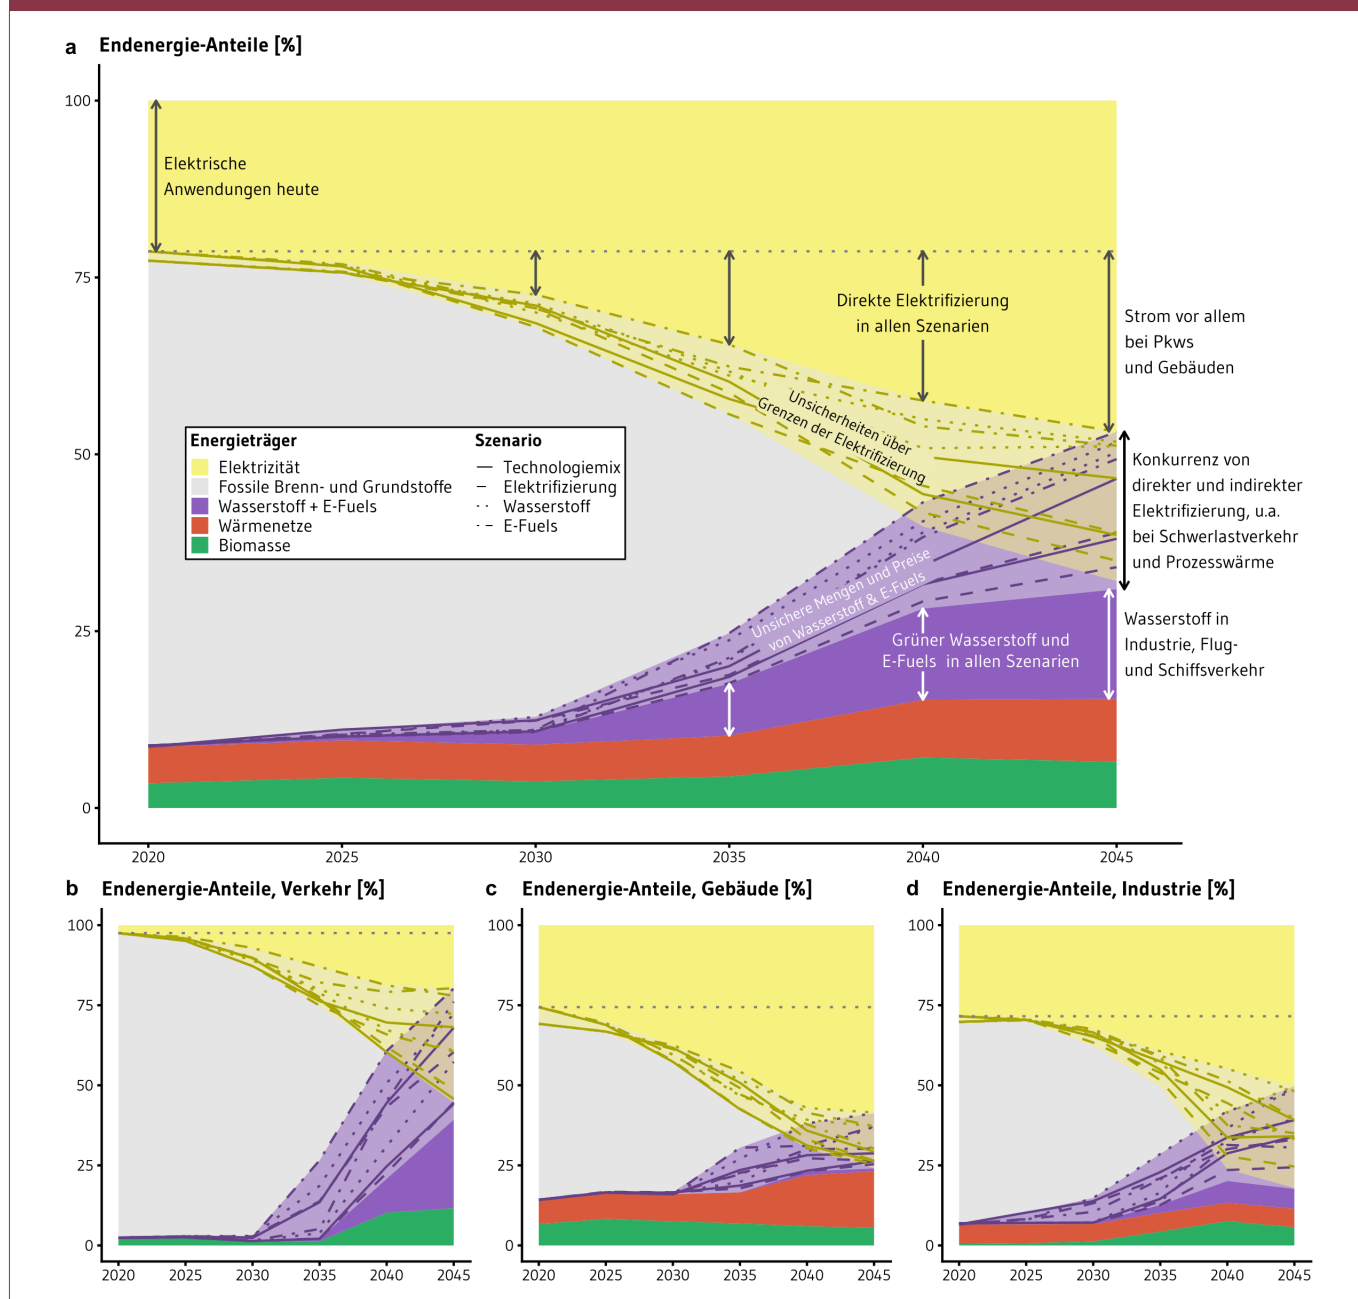 a Endenergie-Anteile [%]
100
75
50
25
0
Elektrische
Anwendungen heute
Direkte Elektrifizierung
in allen Szenarien
Strom vor allem
bei Pkws
und Gebäuden
Unsicherheiten über
Grenzen der Elektrifizierung
Energieträger
Elektrizität
Fossile Brenn- und Grundstoffe
Wasserstoff + E-Fuels
Wärmenetze
Biomasse
Szenario
Technologiemix
Elektrifizierung
Wasserstoff
E-Fuels
Konkurrenz von
direkter und indirekter
Elektrifizierung, u.a.
bei Schwerlastverkehr
und Prozesswärme
Unsichere Mengen und Preise
von Wasserstoff & E-Fuels
Grüner Wasserstoff und
E-Fuels in allen Szenarien
Wasserstoff in
Industrie, Flug-
und Schiffsverkehr
2020 2025 2030 2035 2040 2045
b Endenergie-Anteile, Verkehr [%]
100
75
50
25
0
2020 2025 2030 2035 2040 2045
c Endenergie-Anteile, Gebäude [%]
100
75
50
25
0
2020 2025 2030 2035 2040 2045
d Endenergie-Anteile, Industrie [%]
100
75
50
25
0
2020 2025 2030 2035 2040 2045